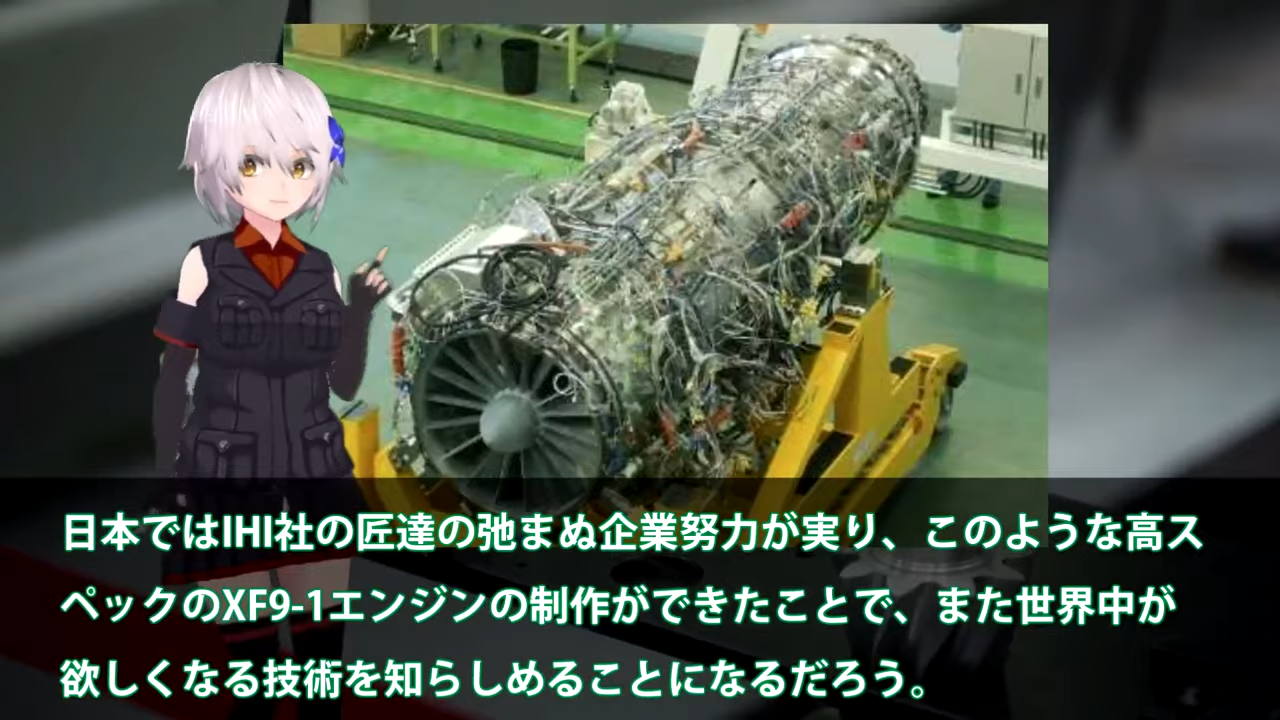 日本ではIHI社の匠達の弛まぬ企業努力が実り、このような高ス
ペックのXF9-1エンジンの制作ができたことで、また世界中が
欲しくなる技術を知らしめることになるだろう。